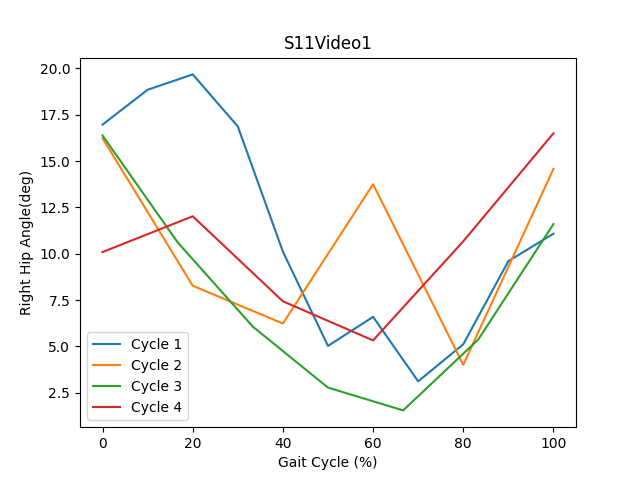 S11Video1
Right Hip Angle(deg)
20.0
17.5
15.0
12.5
10.0
7.5
5.0
2.5
Cycle 1
Cycle 2
Cycle 3
Cycle 4
0 20 40 60 80 100
Gait Cycle (%)